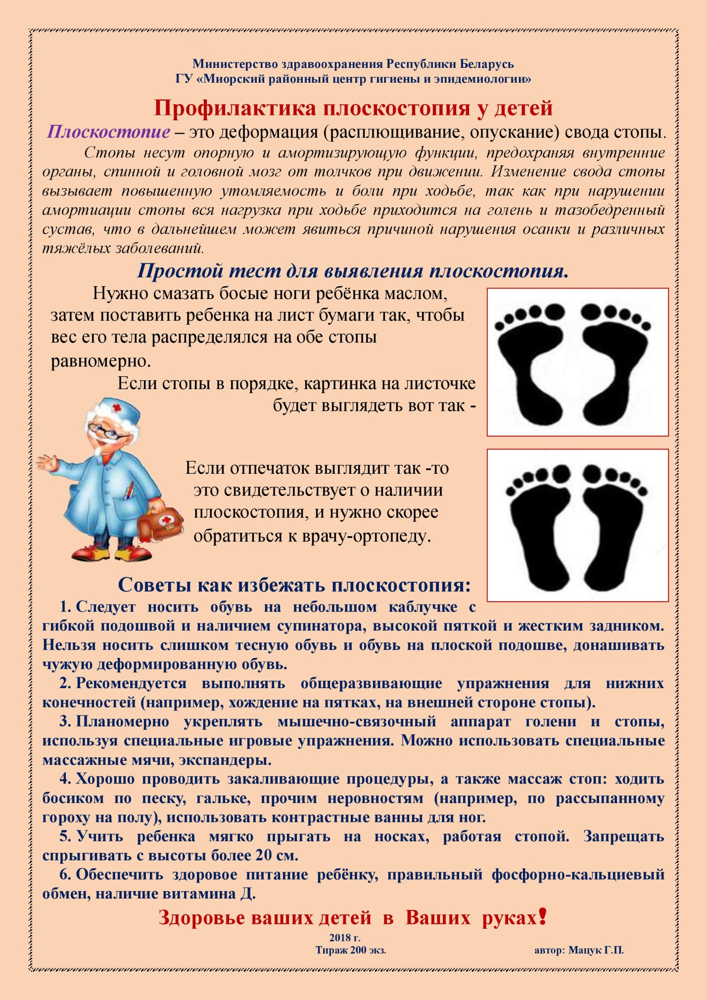 Министерство здравоохранения Республики Беларусь
ГУ «Миорский районный центр гигиены и эпидемиологии»
Профилактика плоскостопия у детей
Плоскостопие – это деформация (расплющивание, опускание) свода стопы.
Стопы несут опорную и амортизирующую функции, предохраняя внутренние
органы, спинной и головной мозг от толчков при движении. Изменение свода стопы
вызывает повышенную утомляемость и боли при ходьбе, так как при нарушении
амортиации стопы вся нагрузка при ходьбе приходится на голень и тазобедренный
сустав, что в дальнейшем может явиться причиной нарушения осанки и различных
тяжёлых заболеваний.
Простой тест для выявления плоскостопия.
Нужно смазать босые ноги ребёнка маслом,
затем поставить ребенка на лист бумаги так, чтобы
вес его тела распределялся на обе стопы
равномерно.
Если стопы в порядке, картинка на листочке
будет выглядеть вот так -
Если отпечаток выглядит так -то
это свидетельствует о наличии
плоскостопия, и нужно скорее
обратиться к врачу-ортопеду.
Советы как избежать плоскостопия:
1. Следует носить обувь на небольшом каблучке с
гибкой подошвой и наличием супинатора, высокой пяткой и жестким задником.
Нельзя носить слишком тесную обувь и обувь на плоской подошве, донашивать
чужую деформированную обувь.
2. Рекомендуется выполнять общеразвивающие упражнения для нижних
конечностей (например, хождение на пятках, на внешней стороне стопы).
3. Планомерно укреплять мышечно-связочный аппарат голени и стопы,
используя специальные игровые упражнения. Можно использовать специальные
массажные мячи, экспандеры.
4. Хорошо проводить закаливающие процедуры, а также массаж стоп: ходить
босиком по песку, гальке, прочим неровностям (например, по рассыпанному
гороху на полу), использовать контрастные ванны для ног.
5. Учить ребенка мягко прыгать на носках, работая стопой. Запрещать
спрыгивать с высоты более 20 см.
6. Обеспечить здоровое питание ребёнку, правильный фосфорно-кальциевый
обмен, наличие витамина Д.
Здоровье ваших детей в Ваших руках!
2018 г.
Тираж 200 экз. автор: Мацук Г.П.